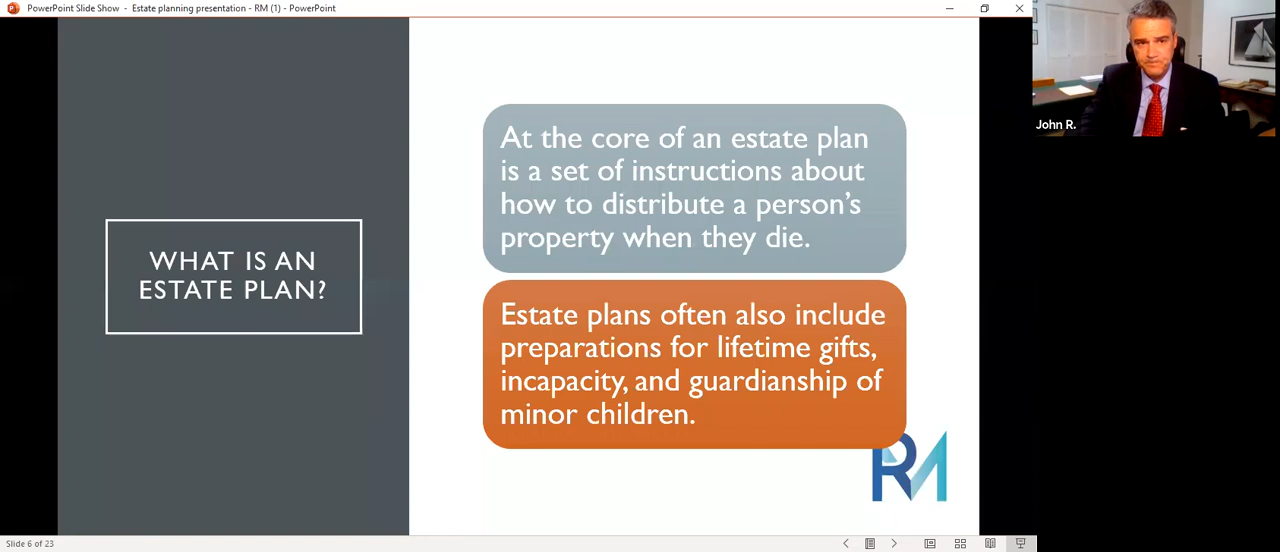 PowerPoint Slide Show - Estate planning presentation - RM (1) - PowerPoint
WHAT IS AN
ESTATE PLAN?
At the core of an estate plan
is a set of instructions about
how to distribute a person’s
property when they die.
Estate plans often also include
preparations for lifetime gifts,
incapacity, and guardianship of
minor children.
RM
John R.
Slide 6 of 23